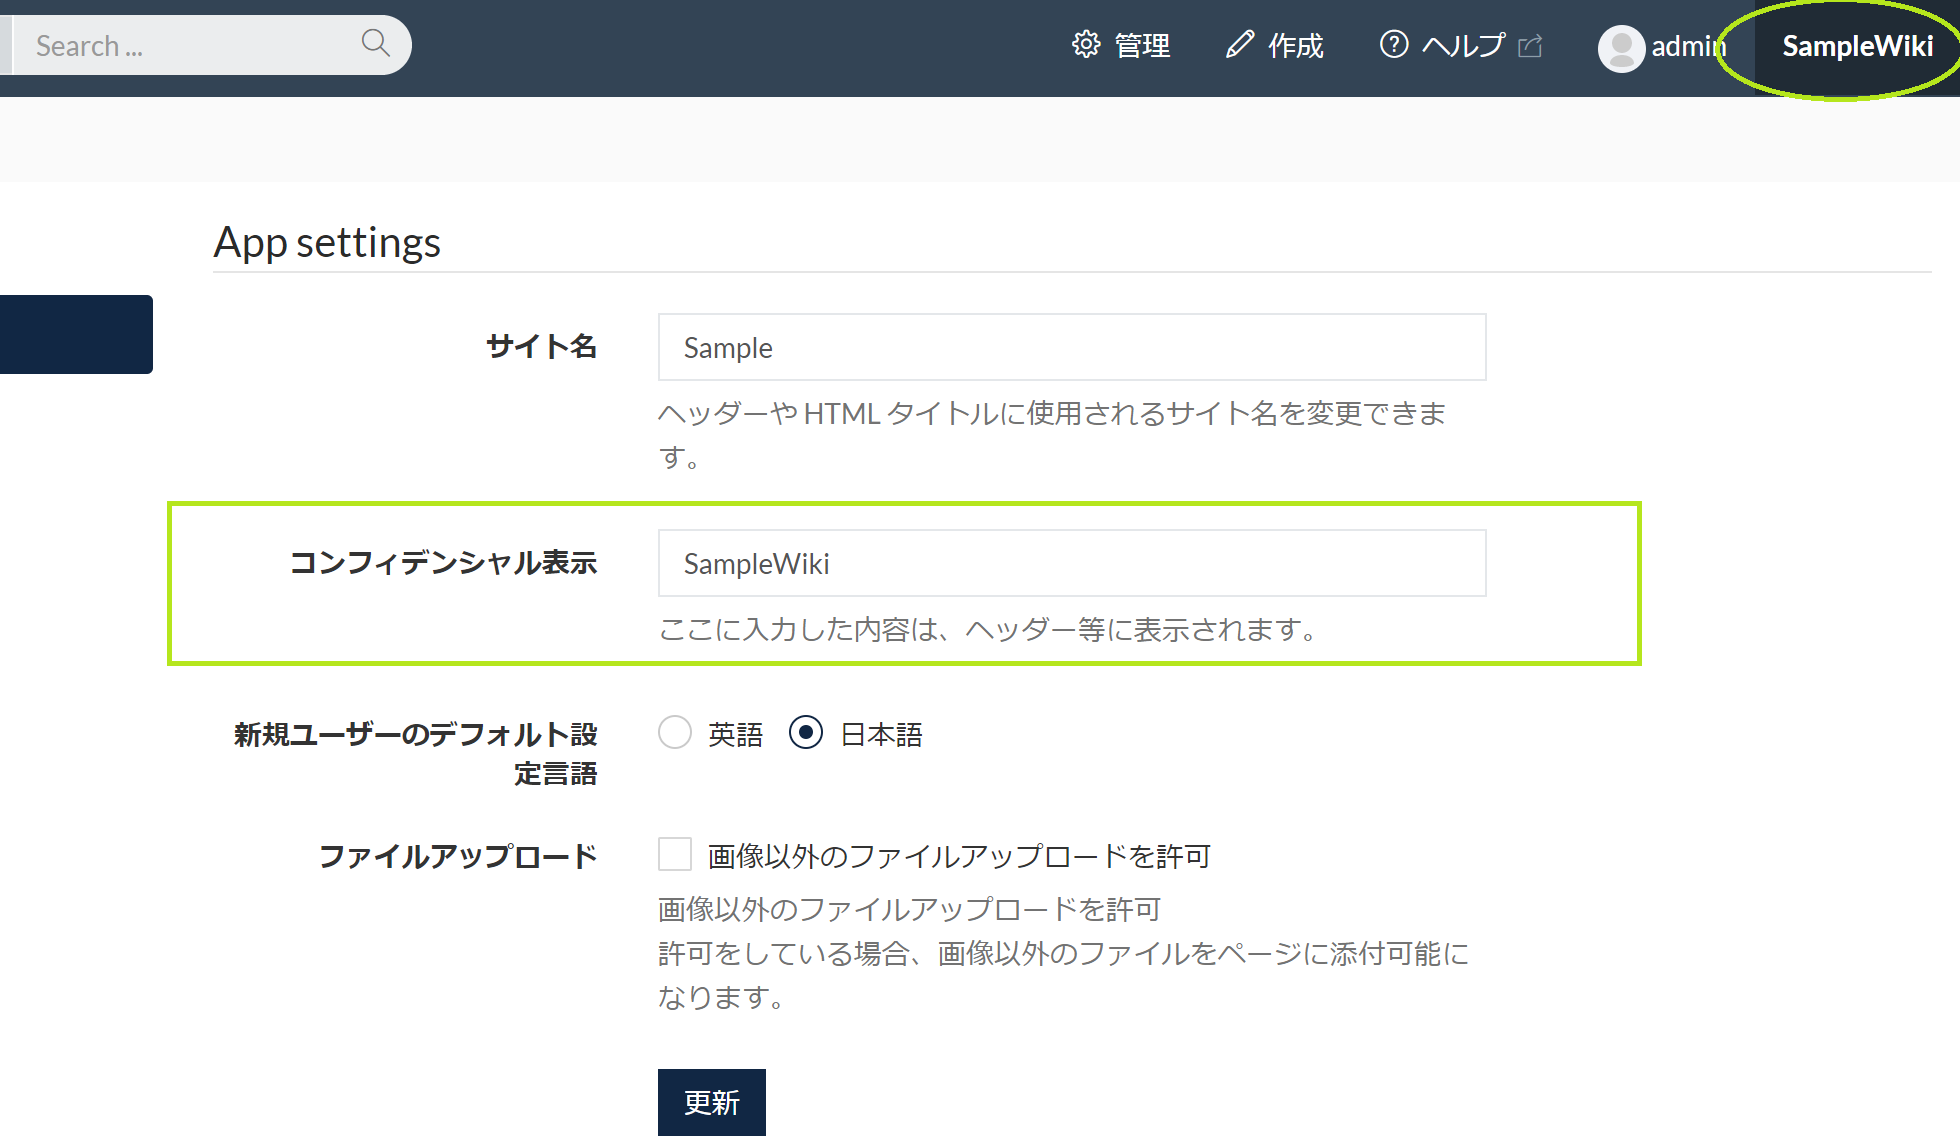 Search ...
管理
作成
ヘルプ
admin
SampleWiki
App settings
サイト名
Sample
ヘッダーや HTML タイトルに使用されるサイト名を変更できま
す。
コンフィデンシャル表示
SampleWiki
ここに入力した内容は、ヘッダー等に表示されます。
新規ユーザーのデフォルト設
定言語
英語
日本語
ファイルアップロード
画像以外のファイルアップロードを許可
画像以外のファイルアップロードを許可
許可をしている場合、画像以外のファイルをページに添付可能に
なります。
更新